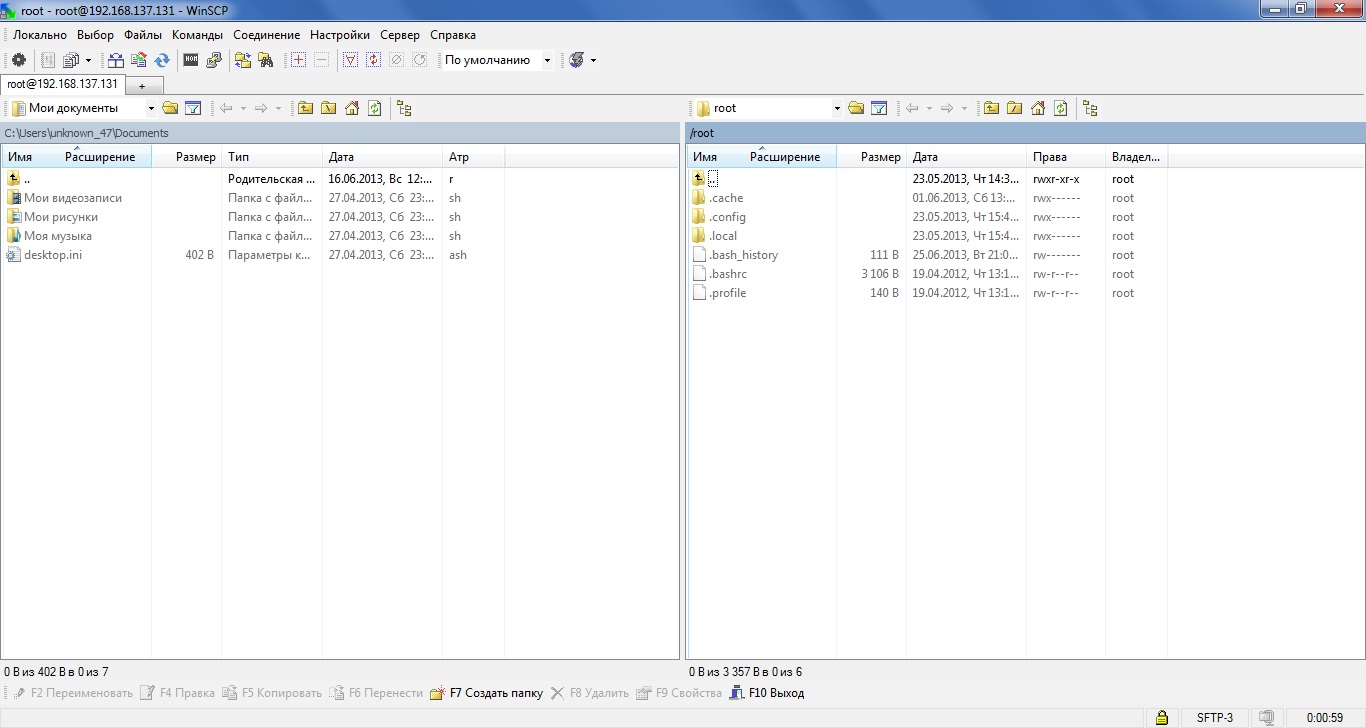 root - root@192.168.137.131 - WinSCP
Локально Выбор Файлы Команды Соединение Настройки Сервер Справка
По умолчанию
root@192.168.137.131 +
Мои документы root
C:\Users\unknown_47\Documents /root
Имя Расширение Размер Тип Дата Атр Имя Расширение Размер Дата Права Владел...
.. Родительская ... 16.06.2013, Вс 12:... r .. 23.05.2013, Чт 14:3... rwxr-xr-x root
Мои видеозаписи Папка с файл... 27.04.2013, Сб 23:... sh .cache 01.06.2013, Сб 13:... rwx------ root
Мои рисунки Папка с файл... 27.04.2013, Сб 23:... sh .config 23.05.2013, Чт 15:4... rwx------ root
Моя музыка Папка с файл... 27.04.2013, Сб 23:... sh .local 23.05.2013, Чт 15:4... rwx------ root
desktop.ini 402 B Параметры к... 27.04.2013, Сб 23:... ash .bash_history 111 B 25.06.2013, Вт 21:0... rw------- root
.bashrc 3 106 B 19.04.2012, Чт 13:1... rw-r--r-- root
.profile 140 B 19.04.2012, Чт 13:1... rw-r--r-- root
0 B из 402 B в 0 из 7 0 B из 3 357 B в 0 из 6
F2 Переименовать F4 Правка F5 Копировать F6 Перенести F7 Создать папку F8 Удалить F9 Свойства F10 Выход
SFTP-3 0:00:59